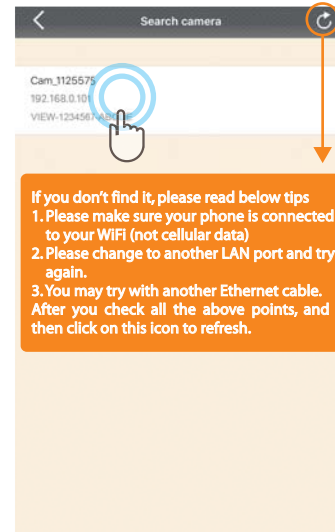 Search camera
Cam_1125575
192.168.0.101
VIEW-1234567-
If you don't find it, please read below tips
1. Please make sure your phone is connected
to your WiFi (not cellular data)
2. Please change to another LAN port and try
again.
3. You may try with another Ethernet cable.
After you check all the above points, and
then click on this icon to refresh.